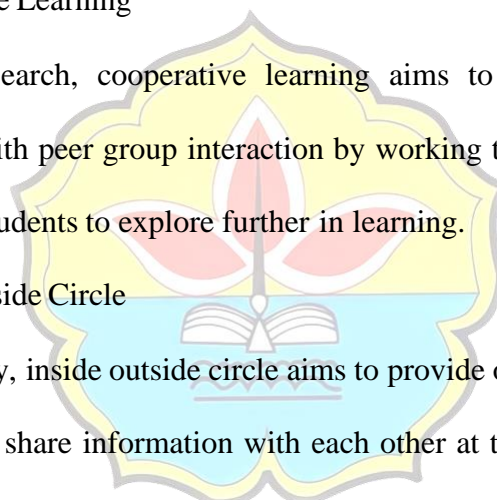 e Learning
search, cooperative learning aims to
ith peer group interaction by working t
udents to explore further in learning.
side Circle
y, inside outside circle aims to provide o
share information with each other at t